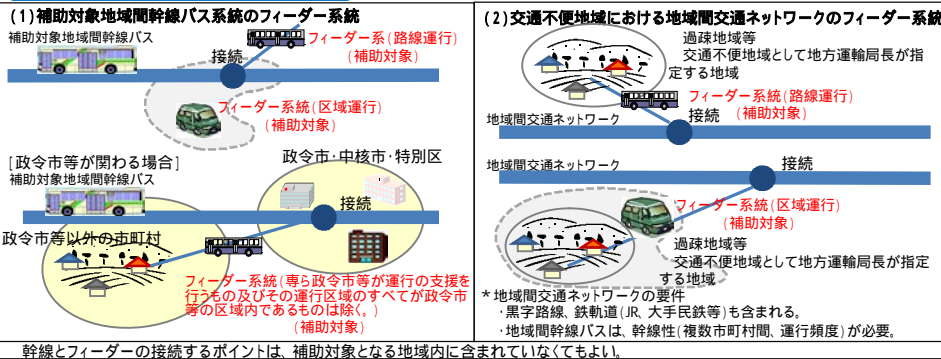 (1)補助対象地域間幹線バス系統のフィーダー系統
補助対象地域間幹線バス
接続
フィーダー系(路線運行)
(補助対象)
フィーダー系統(区域運行)
(補助対象)
[政令市等が関わる場合]
補助対象地域間幹線バス
政令市・中核市・特別区
接続
政令市等以外の市町村
フィーダー系統(専ら政令市等が運行の支援を
行うもの及びその運行区域のすべてが政令市
等の区域内であるものは除く。)
(補助対象)
(2)交通不便地域における地域間交通ネットワークのフィーダー系統
過疎地域等
交通不便地域として地方運輸局長が指
定する地域
フィーダー系統(路線運行)
(補助対象)
地域間交通ネットワーク
接続
地域間交通ネットワーク
接続
フィーダー系統(区域運行)
(補助対象)
過疎地域等
交通不便地域として地方運輸局長が指定
する地域
*地域間交通ネットワークの要件
・黒字路線、鉄軌道(JR、大手民鉄等)も含まれる。
・地域間幹線バスは、幹線性(複数市町村間、運行頻度)が必要。
幹線とフィーダーの接続するポイントは、補助対象となる地域内に含まれていなくてもよい。